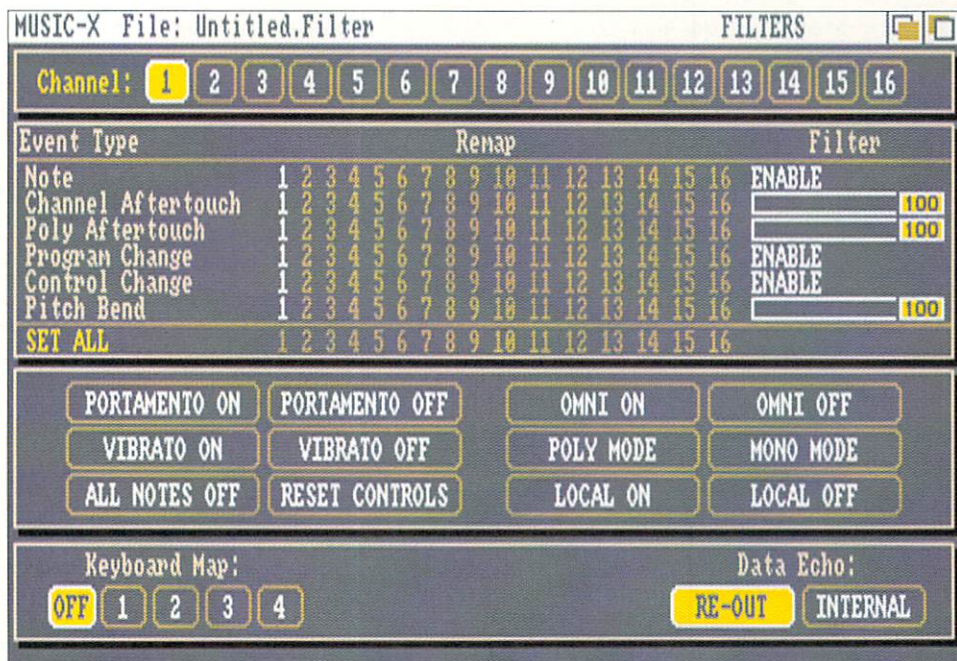 MUSIC-X File: Untitled.Filter FILTERS
Channel: 1 2 3 4 5 6 7 8 9 10 11 12 13 14 15 16
Event Type Remap Filter
Note 1 2 3 4 5 6 7 8 9 10 11 12 13 14 15 16 ENABLE
Channel Aftertouch 1 2 3 4 5 6 7 8 9 10 11 12 13 14 15 16 100
Poly Aftertouch 1 2 3 4 5 6 7 8 9 10 11 12 13 14 15 16 100
Program Change 1 2 3 4 5 6 7 8 9 10 11 12 13 14 15 16 ENABLE
Control Change 1 2 3 4 5 6 7 8 9 10 11 12 13 14 15 16 ENABLE
Pitch Bend 1 2 3 4 5 6 7 8 9 10 11 12 13 14 15 16 100
SET ALL 1 2 3 4 5 6 7 8 9 10 11 12 13 14 15 16
PORTAMENTO ON PORTAMENTO OFF OMNI ON OMNI OFF
VIBRATO ON VIBRATO OFF POLY MODE MONO MODE
ALL NOTES OFF RESET CONTROLS LOCAL ON LOCAL OFF
Keyboard Map: Data Echo:
OFF 1 2 3 4 RE-OUT INTERNAL